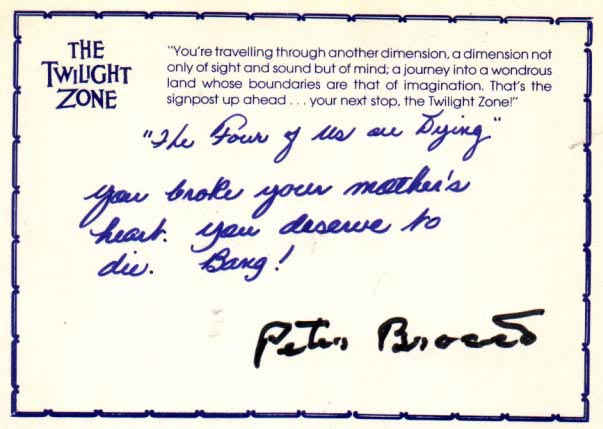 THE
TWILIGHT
ZONE
"You're travelling through another dimension, a dimension not
only of sight and sound but of mind; a journey into a wondrous
land whose boundaries are that of imagination. That's the
signpost up ahead . . . your next stop, the Twilight Zone!"
"The Four of Us are Dying"
you broke your mother's
heart. you deserve to
die. Bang!
Peter Brocco